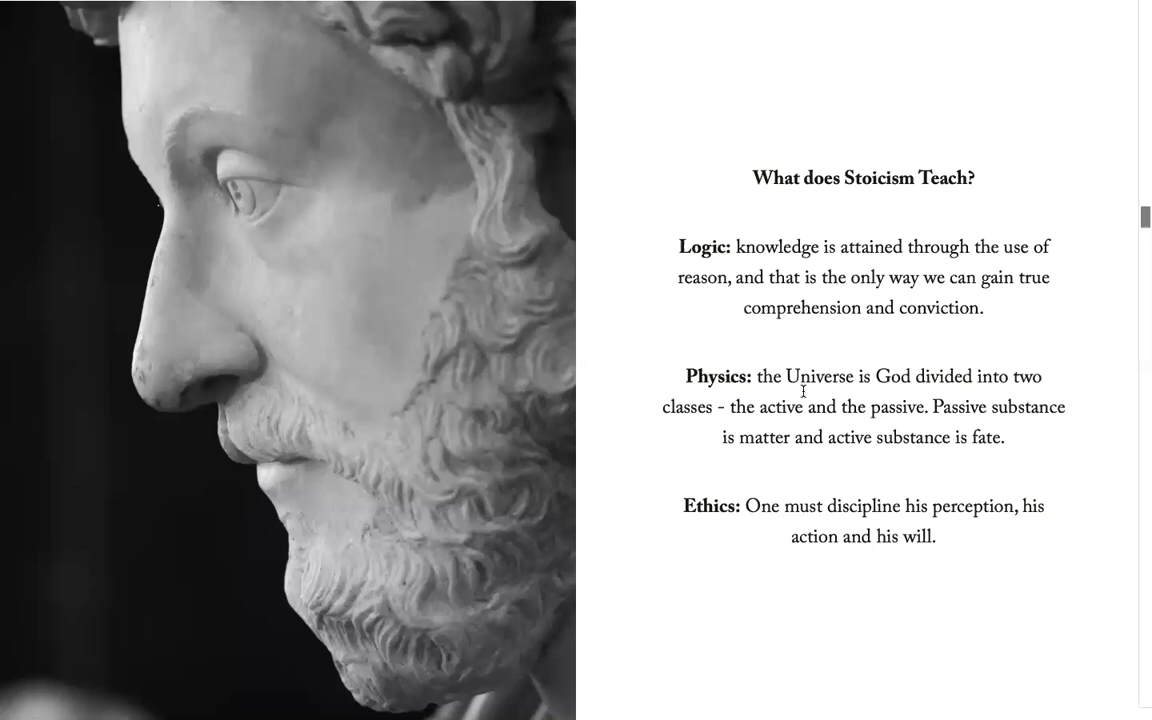 What does Stoicism Teach?
Logic: knowledge is attained through the use of
reason, and that is the only way we can gain true
comprehension and conviction.
Physics: the Universe is God divided into two
classes - the active and the passive. Passive substance
is matter and active substance is fate.
Ethics: One must discipline his perception, his
action and his will.